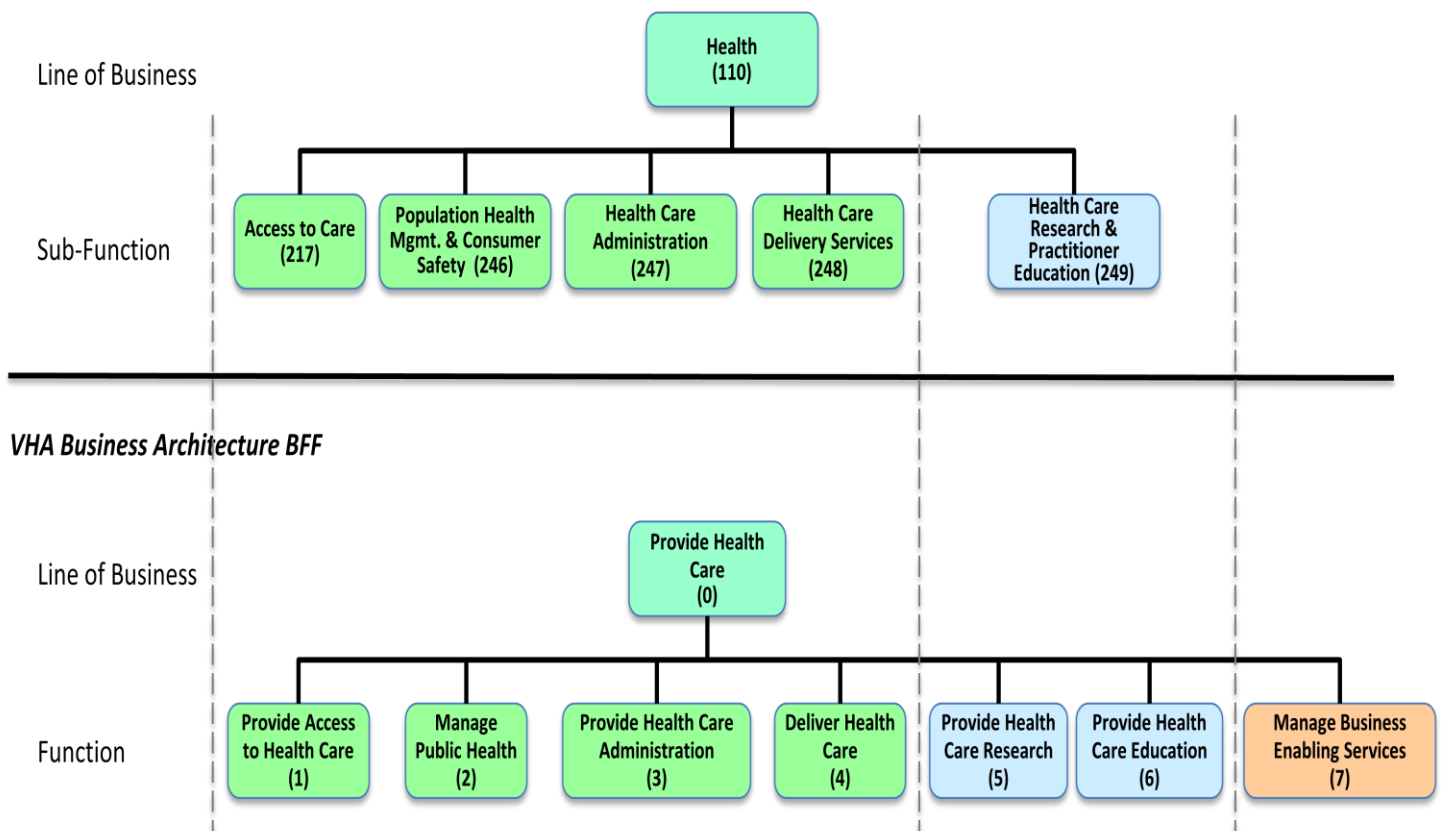 Health
(110)
Line of Business
Access to Care
(217)
Population Health
Mgmt. & Consumer
Safety (246)
Health Care
Administration
(247)
Health Care
Delivery Services
(248)
Health Care
Research &
Practitioner
Education (249)
Sub-Function
VHA Business Architecture BFF
Provide Health
Care
(0)
Line of Business
Provide Access
to Health Care
(1)
Manage
Public Health
(2)
Provide Health Care
Administration
(3)
Deliver Health
Care
(4)
Provide Health
Care Research
(5)
Provide Health
Care Education
(6)
Manage Business
Enabling Services
(7)
Function